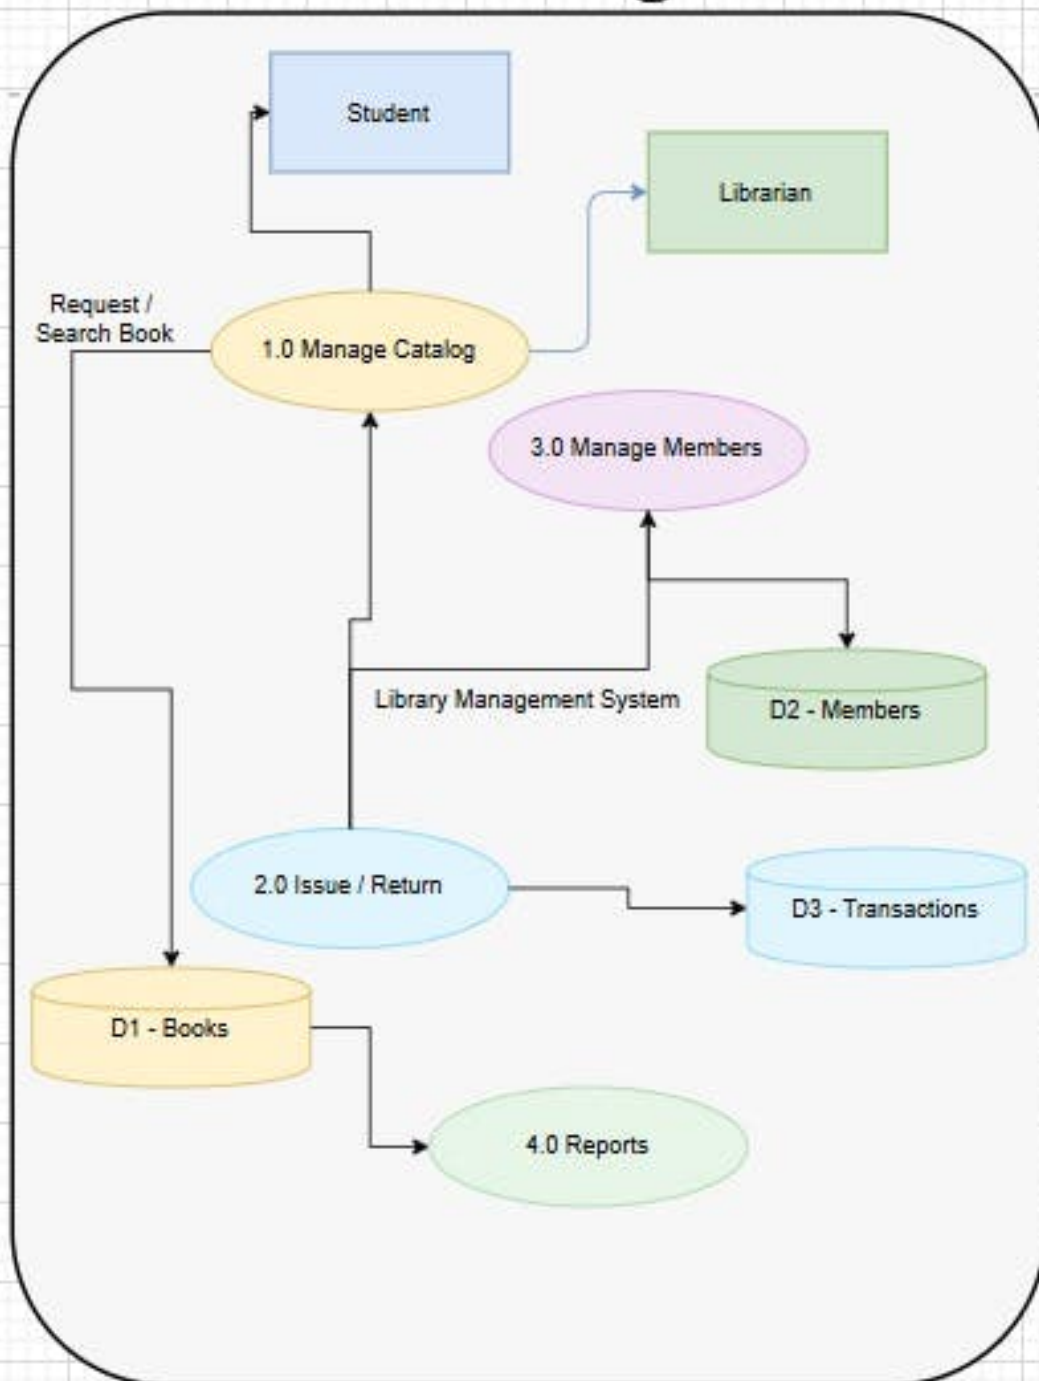 Student
Librarian
Request /
Search Book
1.0 Manage Catalog
3.0 Manage Members
Library Management System
D2 - Members
2.0 Issue / Return
D3 - Transactions
D1 - Books
4.0 Reports